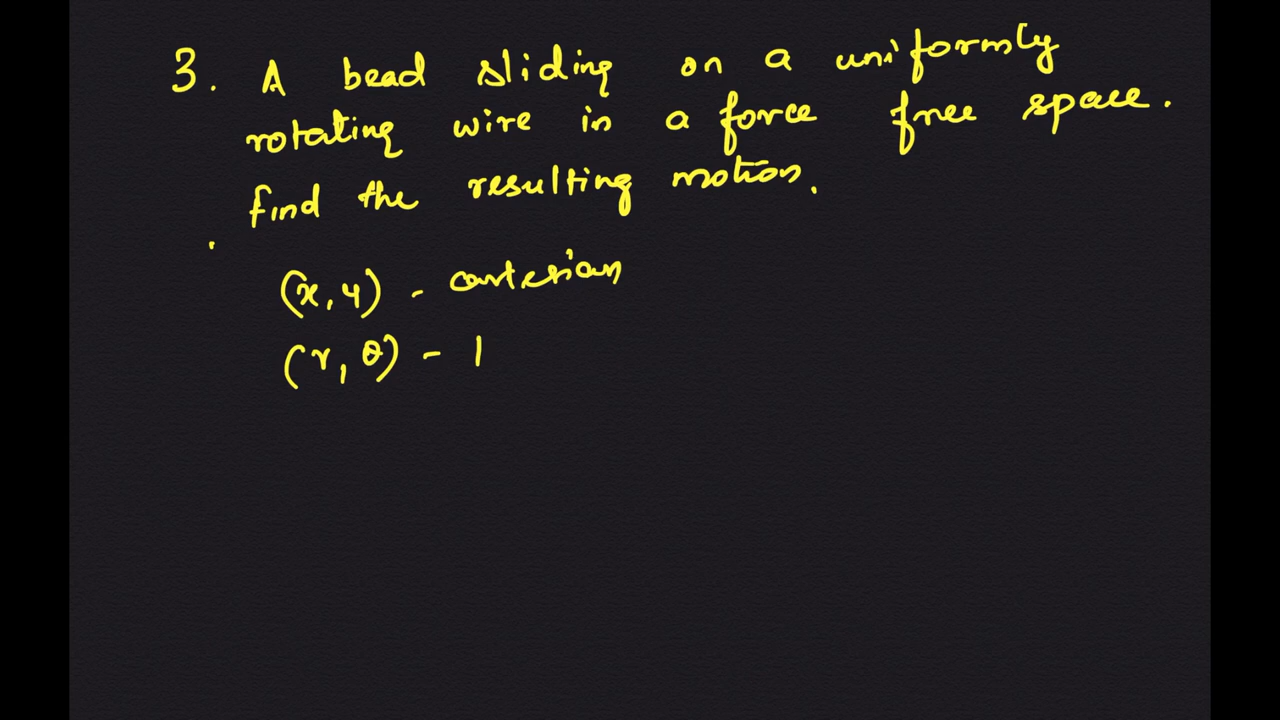 3. A bead sliding on a uniformly
rotating wire in a force free space.
find the resulting motion.
(x, y) - cartesian
(r, θ) - 1